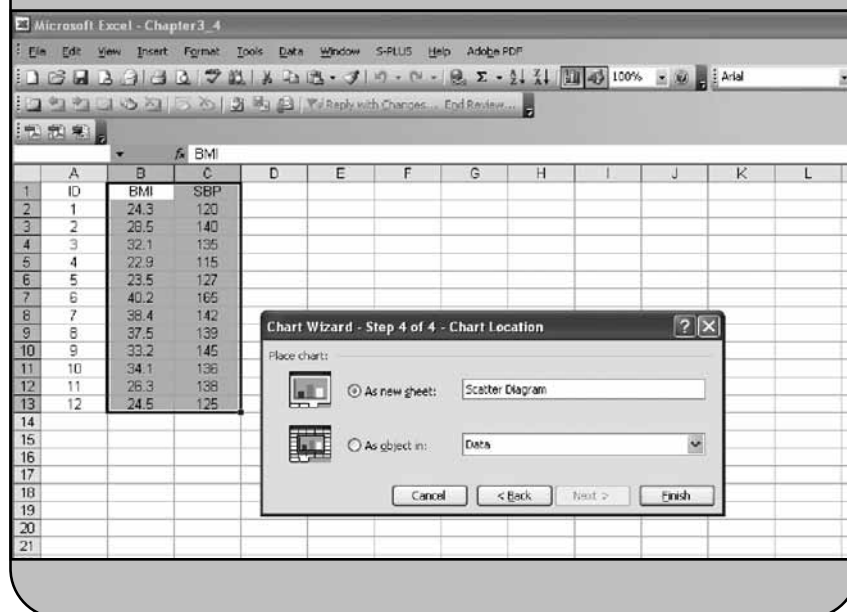 Microsoft Excel - Chapter3_4
File Edit View Insert Format Tools Data Window S-PLUS Help Adobe PDF
Σ 100% Arial
Reply with Changes... End Review...
fx BMI
A B C D E F G H I J K L
1 ID BMI SBP
2 1 24.3 120
3 2 28.5 140
4 3 32.1 135
5 4 22.9 115
6 5 23.5 127
7 6 40.2 165
8 7 38.4 142
9 8 37.5 139
10 9 33.2 145
11 10 34.1 136
12 11 26.3 138
13 12 24.5 125
14
15
16
17
18
19
20
21
Chart Wizard - Step 4 of 4 - Chart Location
Place chart:
As new sheet: Scatter Diagram
As object in: Data
Cancel < Back Next > Finish